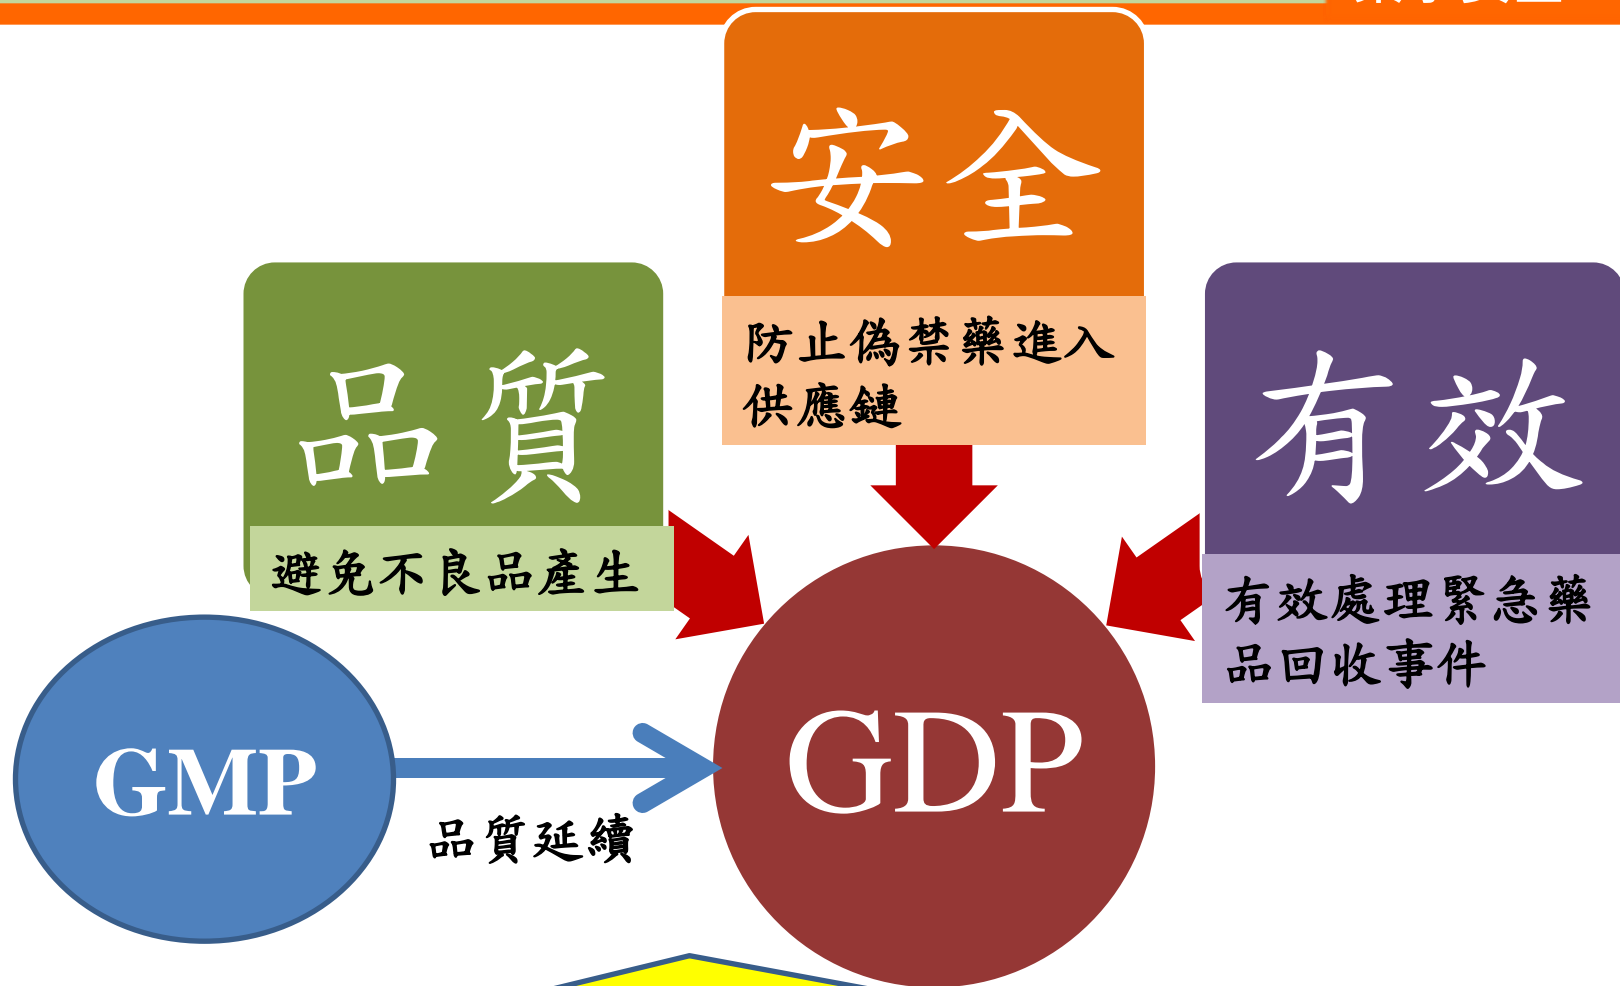 安全
防止偽禁藥進入
供應鏈
品質
避免不良品產生
有效
有效處理緊急藥
品回收事件
GMP
品質延續
GDP